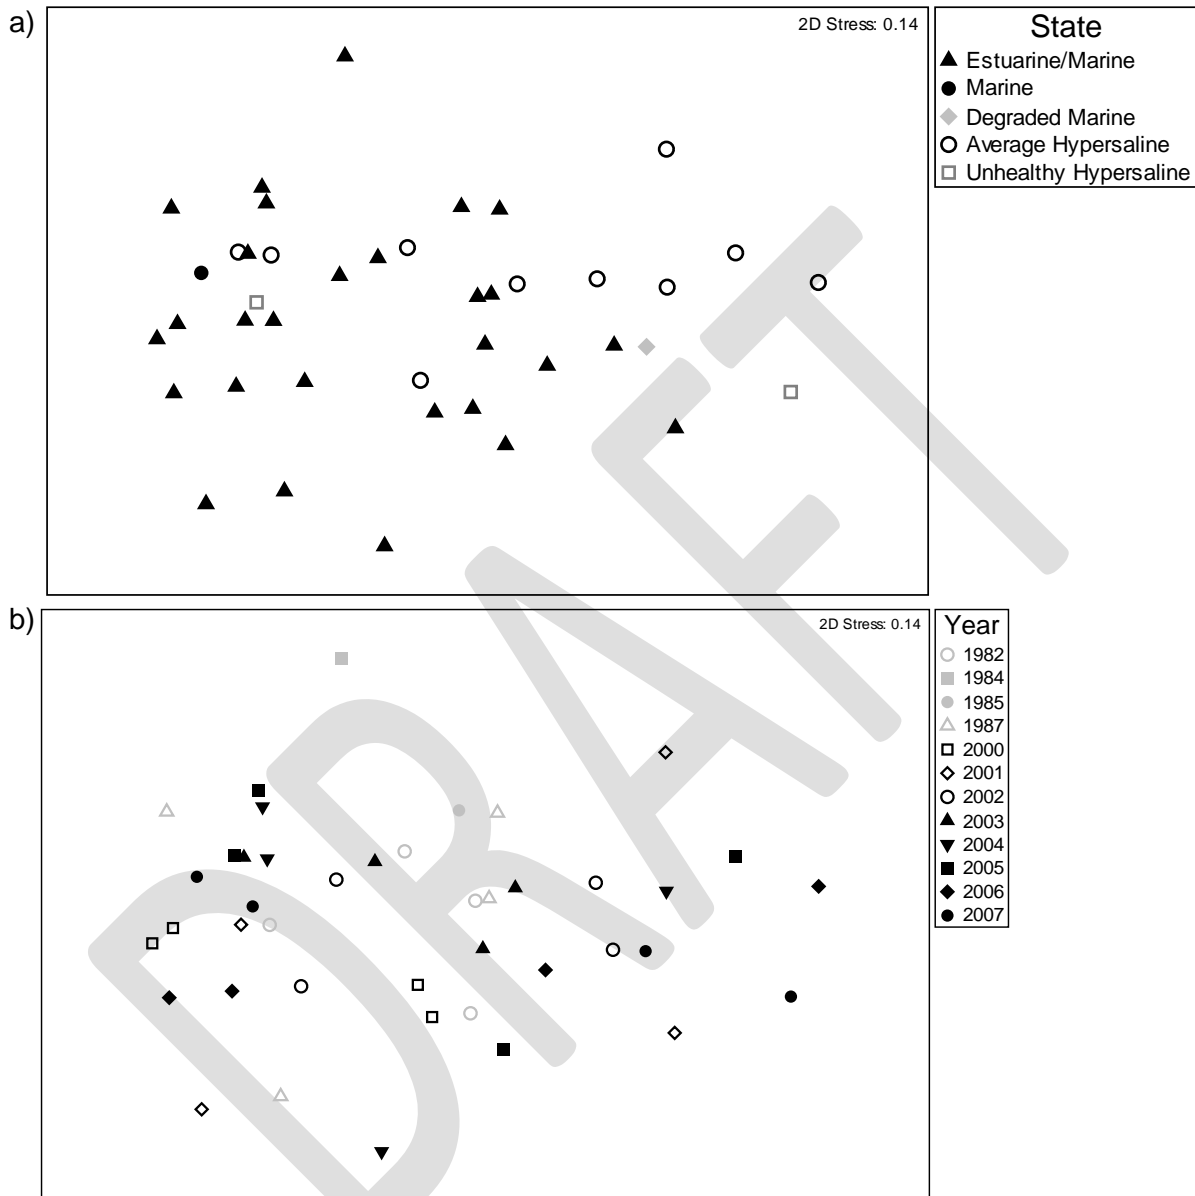 a)
2D Stress: 0.14
State
Estuarine/Marine
Marine
Degraded Marine
Average Hypersaline
Unhealthy Hypersaline
b)
2D Stress: 0.14
Year
1982
1984
1985
1987
2000
2001
2002
2003
2004
2005
2006
2007
DRAFT